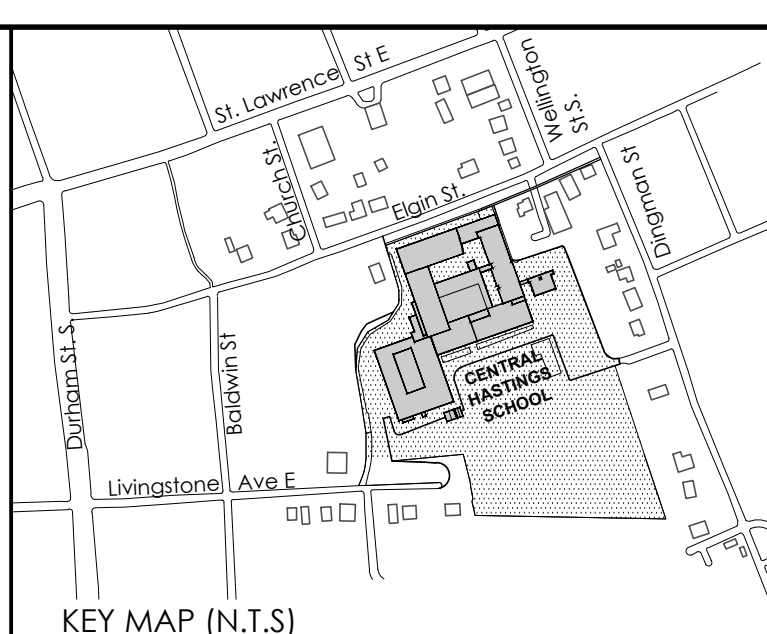 St. Lawrence St E
Wellington
St.S.
Church St.
Elgin St.
Dingman St
Durham St. S.
Baldwin St
CENTRAL
HASTINGS
SCHOOL
Livingstone Ave E
KEY MAP (N.T.S)